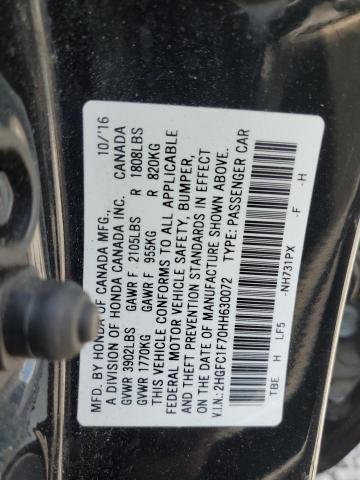 MFD. BY HONDA OF CANADA MFG., 10/'16
A DIVISION OF HONDA CANADA INC. CANADA
GVWR 3902LBS GAWR F 2105LBS R 1808LBS
GVWR 1770KG GAWR F 955KG R 820KG
THIS VEHICLE CONFORMS TO ALL APPLICABLE
FEDERAL MOTOR VEHICLE SAFETY, BUMPER,
AND THEFT PREVENTION STANDARDS IN EFFECT
ON THE DATE OF MANUFACTURE SHOWN ABOVE.
V.I.N.: 2HGFC1F70HH630072 TYPE: PASSENGER CAR
-NH731PX -F -H
TBE H LF5